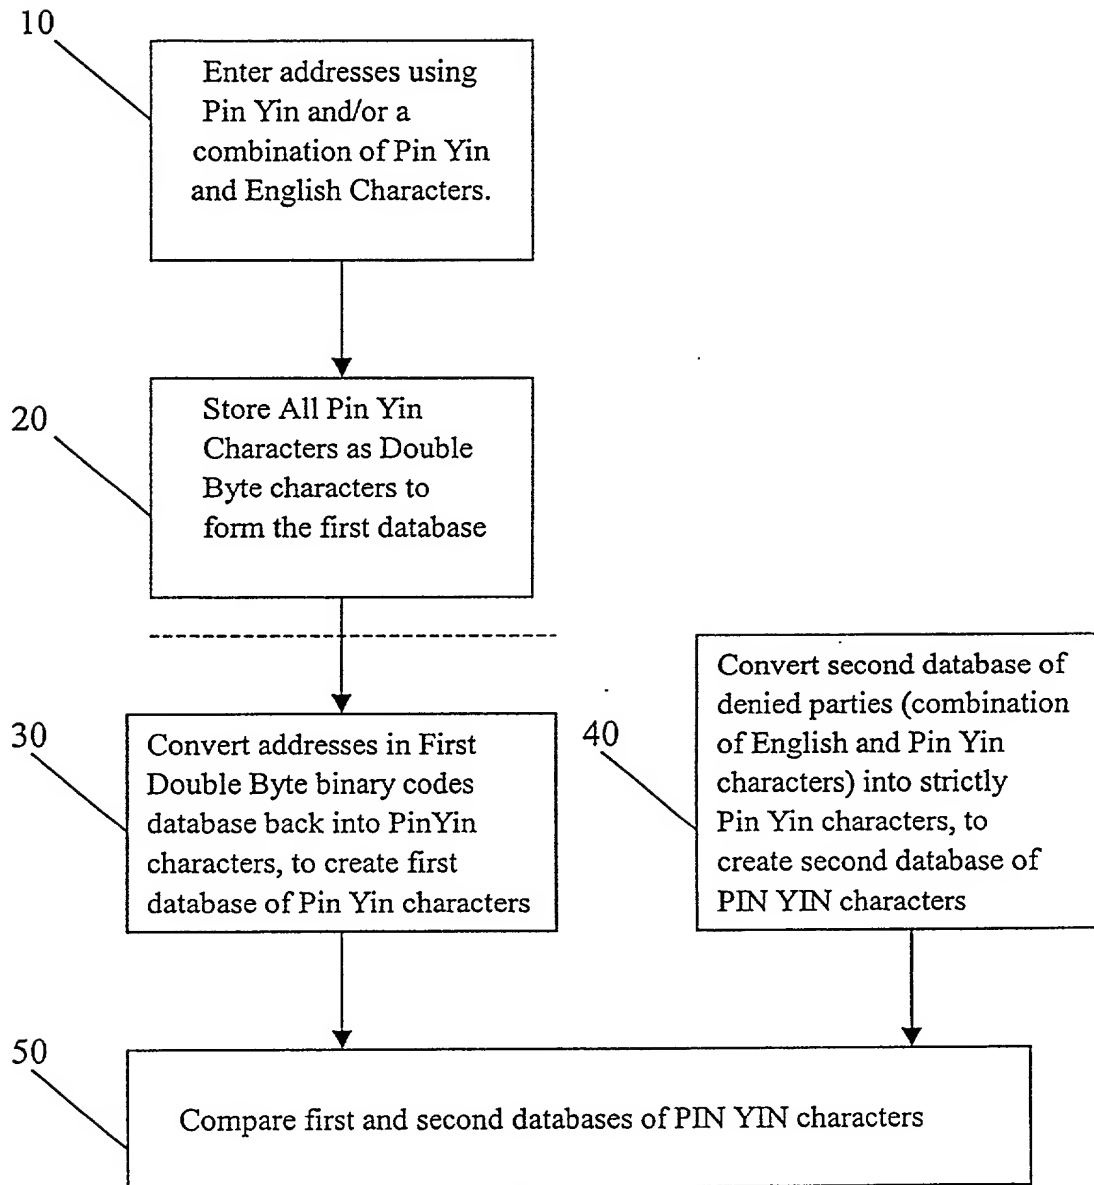 10
Enter addresses using
Pin Yin and/or a
combination of Pin Yin
and English Characters.
20
Store All Pin Yin
Characters as Double
Byte characters to
form the first database
30
Convert addresses in First
Double Byte binary codes
database back into PinYin
characters, to create first
database of Pin Yin characters
40
Convert second database of
denied parties (combination
of English and Pin Yin
characters) into strictly
Pin Yin characters, to
create second database of
PIN YIN characters
50
Compare first and second databases of PIN YIN characters